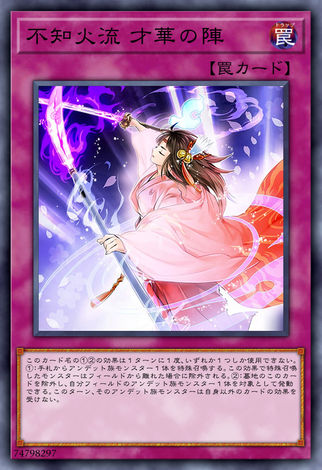 不知火流 才華の陣
トラップ
罠
【罠カード】
このカード名の①②の効果は1ターンに1度、いずれか1つしか使用できない。
①:手札からアンデット族モンスター1体を特殊召喚する。この効果で特殊召喚
したモンスターはフィールドから離れた場合に除外される。②:墓地のこのカー
ドを除外し、自分フィールドのアンデット族モンスター1体を対象として発動
できる。このターン、そのアンデット族モンスターは自身以外のカードの効果を
受けない。
74798297